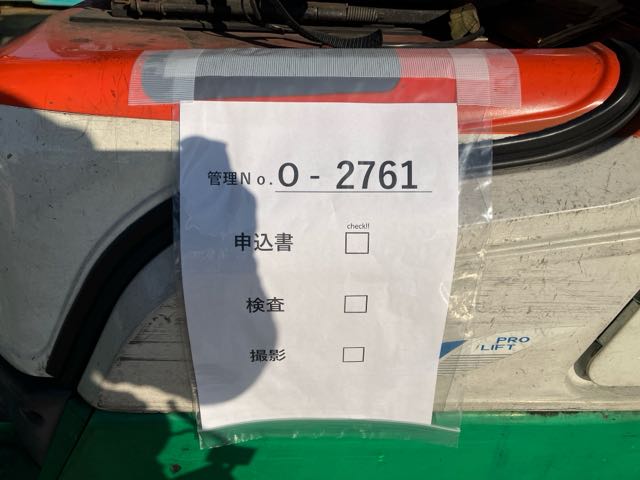 管理No. O - 2761
check!!
申込書 □
検査 □
撮影 □
PRO
LIFT